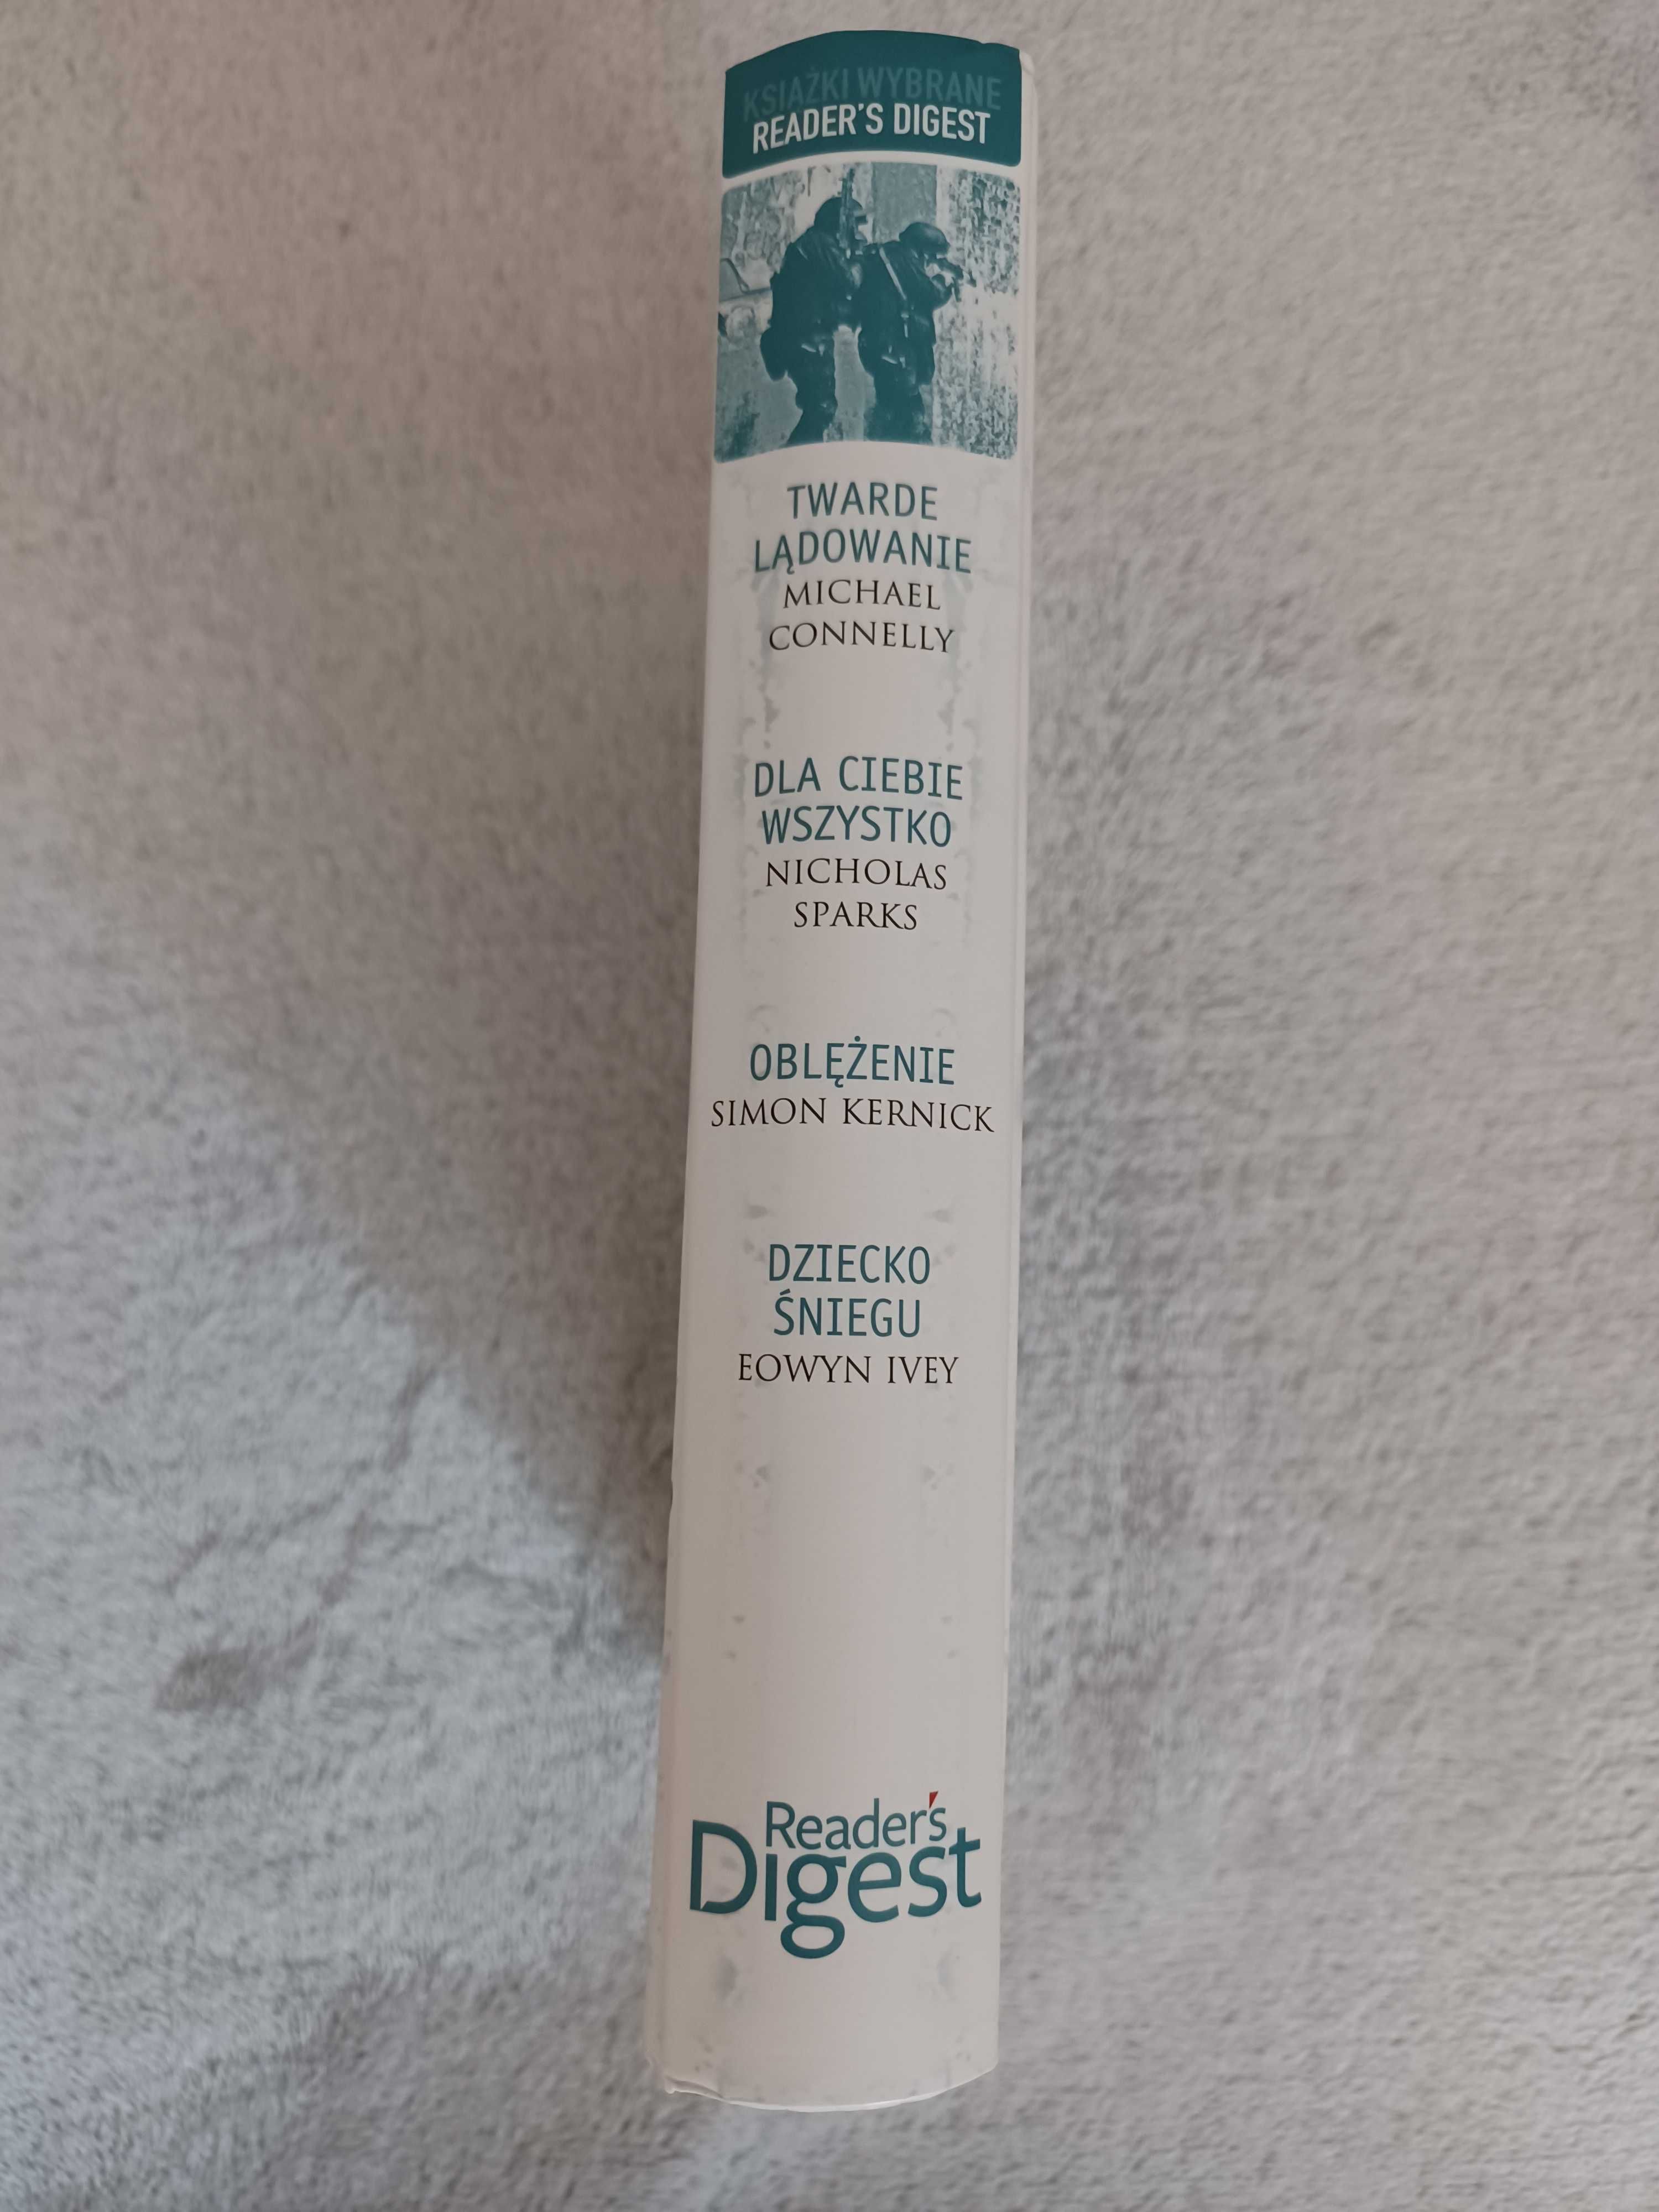 KSIĄŻKI WYBRANE
READER'S DIGEST
TWARDE
LĄDOWANIE
MICHAEL
CONNELLY
DLA CIEBIE
WSZYSTKO
NICHOLAS
SPARKS
OBLĘŻENIE
SIMON KERNICK
DZIECKO
ŚNIEGU
EOWYN IVEY
Reader's
Digest